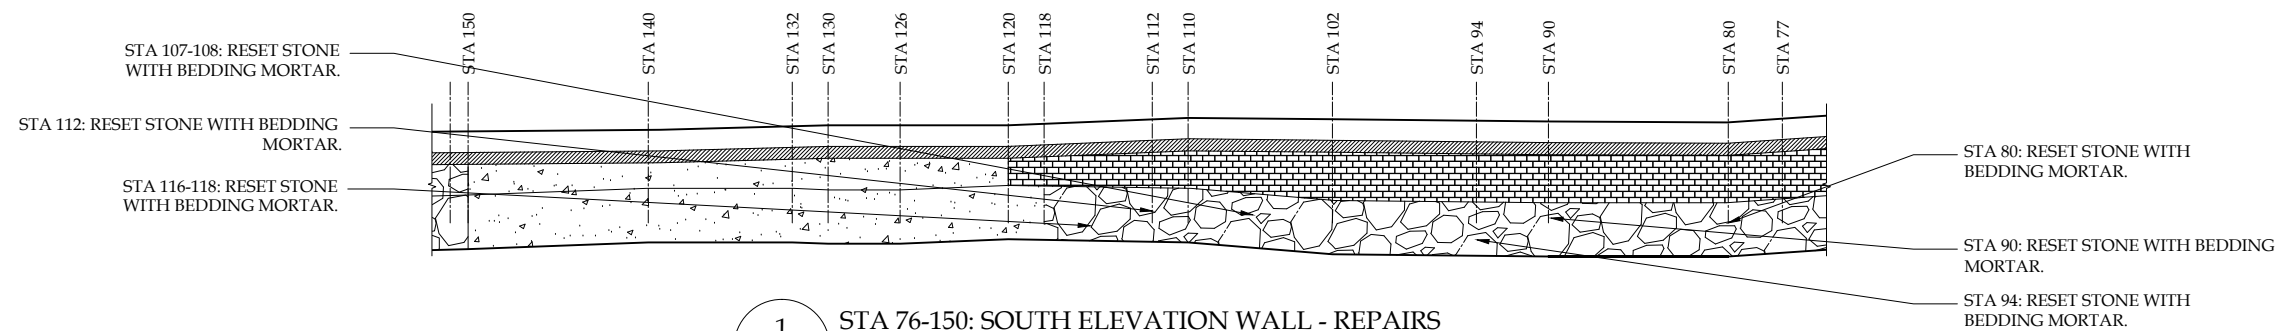 STA 150
STA 140
STA 132
STA 130
STA 126
STA 120
STA 118
STA 112
STA 110
STA 102
STA 94
STA 90
STA 80
STA 77
STA 107-108: RESET STONE
WITH BEDDING MORTAR.
STA 112: RESET STONE WITH BEDDING
MORTAR.
STA 116-118: RESET STONE
WITH BEDDING MORTAR.
STA 80: RESET STONE WITH
BEDDING MORTAR.
STA 90: RESET STONE WITH BEDDING
MORTAR.
STA 94: RESET STONE WITH
BEDDING MORTAR.
1
STA 76-150: SOUTH ELEVATION WALL - REPAIRS